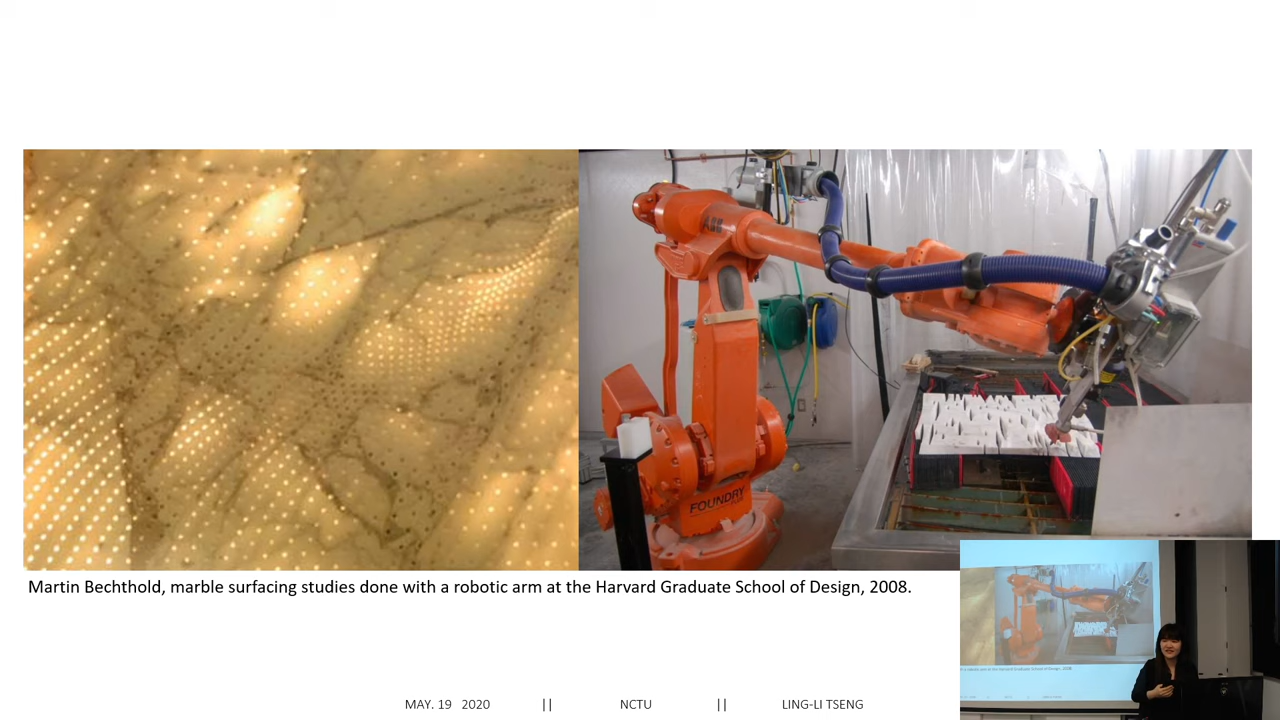 ABB
FOUNDRY
Martin Bechthold, marble surfacing studies done with a robotic arm at the Harvard Graduate School of Design, 2008.
MAY. 19 2020 || NCTU || LING-LI TSENG